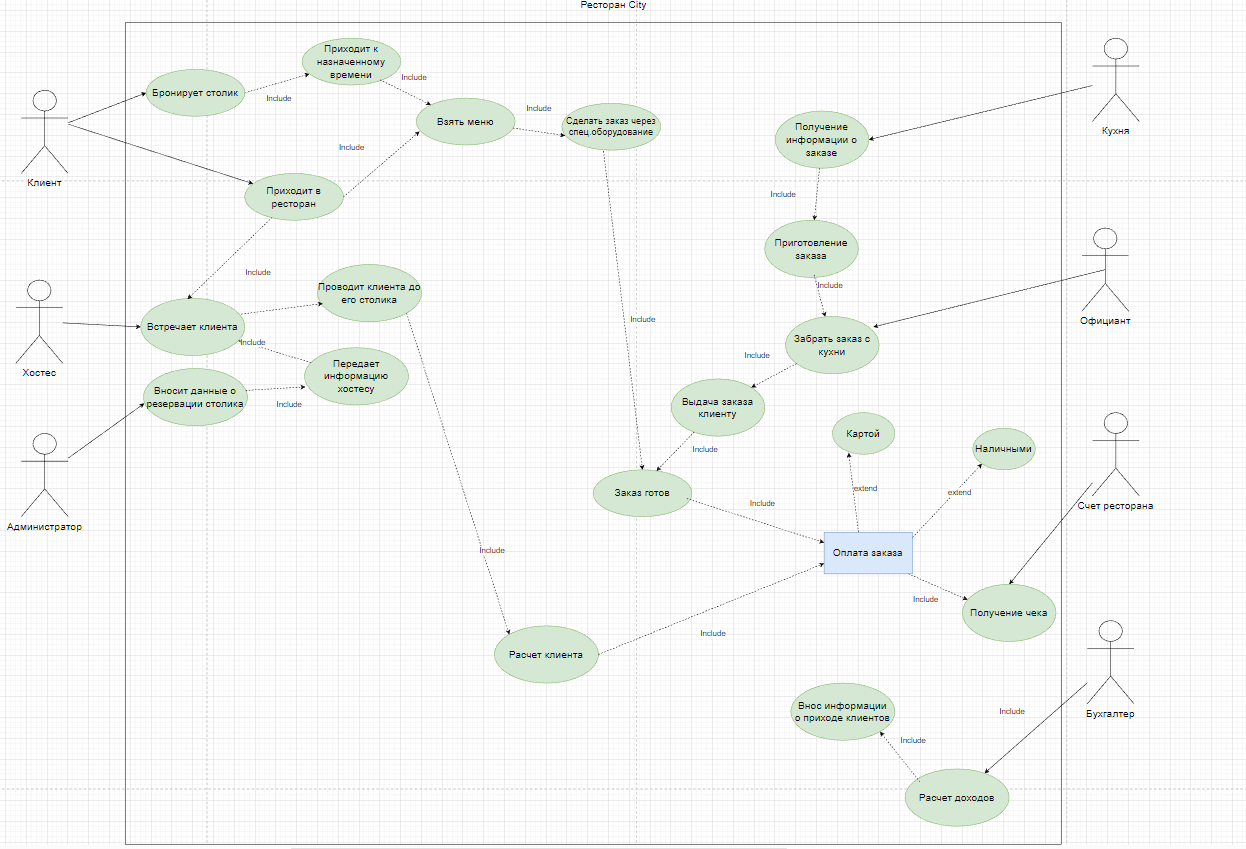 Ресторан City
Приходит к
назначенному
времени
Include
Бронирует столик
Include
Include
Взять меню
Сделать заказ через
спец.оборудование
Получение
информации о
заказе
Кухня
Include
Клиент
Приходит в
ресторан
Include
Приготовление
заказа
Include
Include
Проводит клиента до
его столика
Встречает клиента
Include
Include
Официант
Забрать заказ с
кухни
Include
Хостес
Передает
информацию
хостесу
Вносит данные о
резервации столика
Include
Выдача заказа
клиенту
Include
Картой
Наличными
Заказ готов
Include
extend
extend
Счет ресторана
Администратор
Include
Оплата заказа
Include
Получение чека
Include
Расчет клиента
Внос информации
о приходе клиентов
Include
Бухгалтер
Include
Расчет доходов